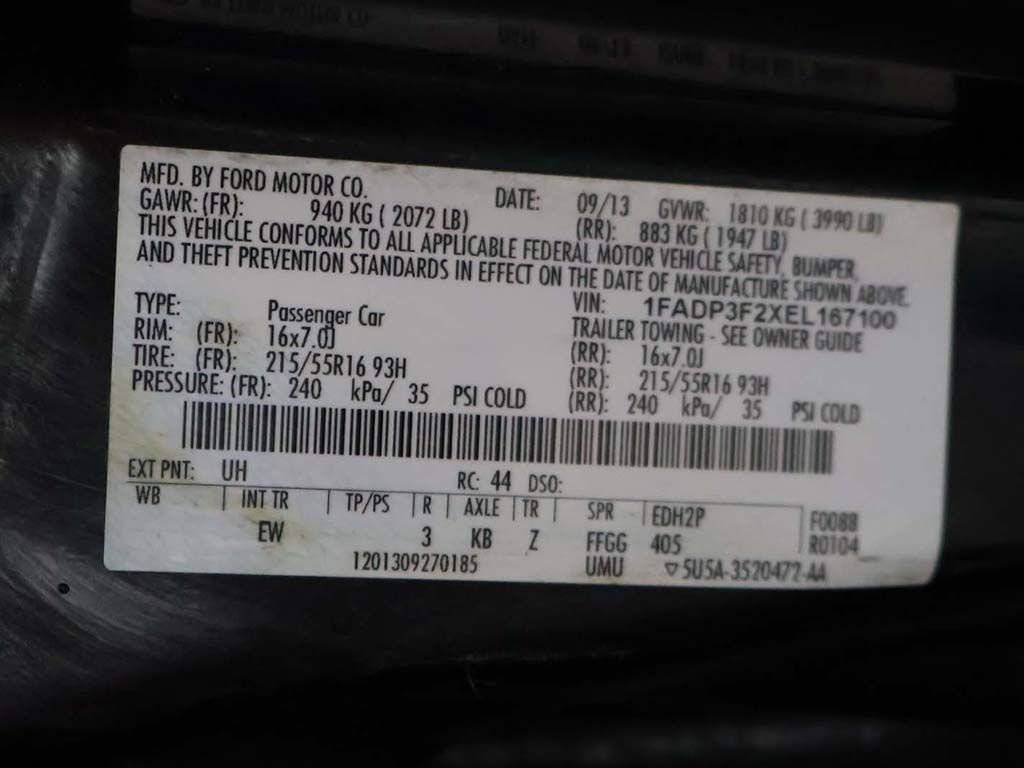 MFD. BY FORD MOTOR CO. DATE: 09/13 GVWR: 1810 KG ( 3990 LB)
GAWR: (FR): 940 KG ( 2072 LB) (RR): 883 KG ( 1947 LB)
THIS VEHICLE CONFORMS TO ALL APPLICABLE FEDERAL MOTOR VEHICLE SAFETY, BUMPER,
AND THEFT PREVENTION STANDARDS IN EFFECT ON THE DATE OF MANUFACTURE SHOWN ABOVE.
VIN: 1FADP3F2XEL167100
TYPE: Passenger Car TRAILER TOWING - SEE OWNER GUIDE
RIM: (FR): 16x7.0J (RR): 16x7.0J
TIRE: (FR): 215/55R16 93H (RR): 215/55R16 93H
PRESSURE: (FR): 240 kPa/ 35 PSI COLD (RR): 240 kPa/ 35 PSI COLD
EXT PNT: UH RC: 44 DSO:
WB INT TR TP/PS R AXLE TR SPR EDH2P F0088
EW 3 KB Z FFGG 405 R0104
1201309270185 UMU ▽5U5A-3520472-AA